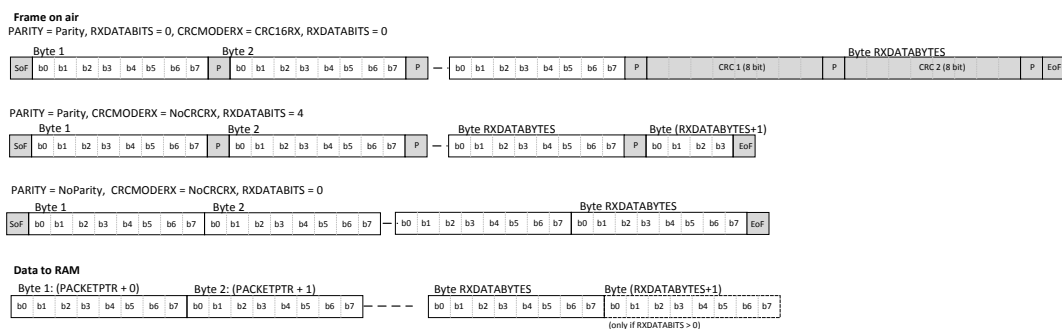 Frame on air
PARITY = Parity, RXDATABITS = 0, CRCMODERX = CRC16RX, RXDATABITS = 0
Byte 1 Byte 2 Byte RXDATABYTES
SoF b0 b1 b2 b3 b4 b5 b6 b7 P b0 b1 b2 b3 b4 b5 b6 b7 P b0 b1 b2 b3 b4 b5 b6 b7 P CRC 1 (8 bit) P CRC 2 (8 bit) P EoF
PARITY = Parity, CRCMODERX = NoCRCRX, RXDATABITS = 4
Byte 1 Byte 2 Byte RXDATABYTES Byte (RXDATABYTES+1)
SoF b0 b1 b2 b3 b4 b5 b6 b7 P b0 b1 b2 b3 b4 b5 b6 b7 P b0 b1 b2 b3 b4 b5 b6 b7 P b0 b1 b2 b3 EoF
PARITY = NoParity, CRCMODERX = NoCRCRX, RXDATABITS = 0
Byte 1 Byte 2 Byte RXDATABYTES
SoF b0 b1 b2 b3 b4 b5 b6 b7 b0 b1 b2 b3 b4 b5 b6 b7 b0 b1 b2 b3 b4 b5 b6 b7 b0 b1 b2 b3 b4 b5 b6 b7 EoF
Data to RAM
Byte 1: (PACKETPTR + 0) Byte 2: (PACKETPTR + 1) Byte RXDATABYTES Byte (RXDATABYTES+1)
b0 b1 b2 b3 b4 b5 b6 b7 b0 b1 b2 b3 b4 b5 b6 b7 b0 b1 b2 b3 b4 b5 b6 b7 b0 b1 b2 b3 b4 b5 b6 b7
(only if RXDATABITS > 0)